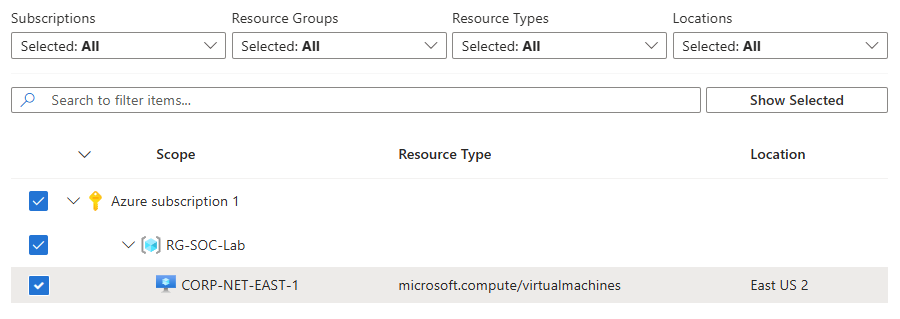 Subscriptions Resource Groups Resource Types Locations
Selected: All Selected: All Selected: All Selected: All
Search to filter items... Show Selected
Scope Resource Type Location
Azure subscription 1
RG-SOC-Lab
CORP-NET-EAST-1 microsoft.compute/virtualmachines East US 2